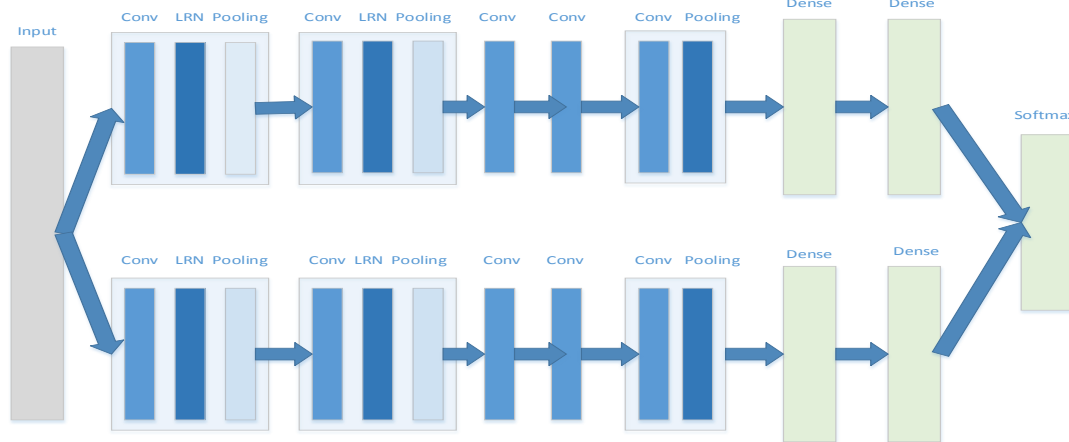 Input
Conv LRN Pooling Conv LRN Pooling Conv Conv Conv Pooling Dense Dense
Softmax
Conv LRN Pooling Conv LRN Pooling Conv Conv Conv Pooling Dense Dense